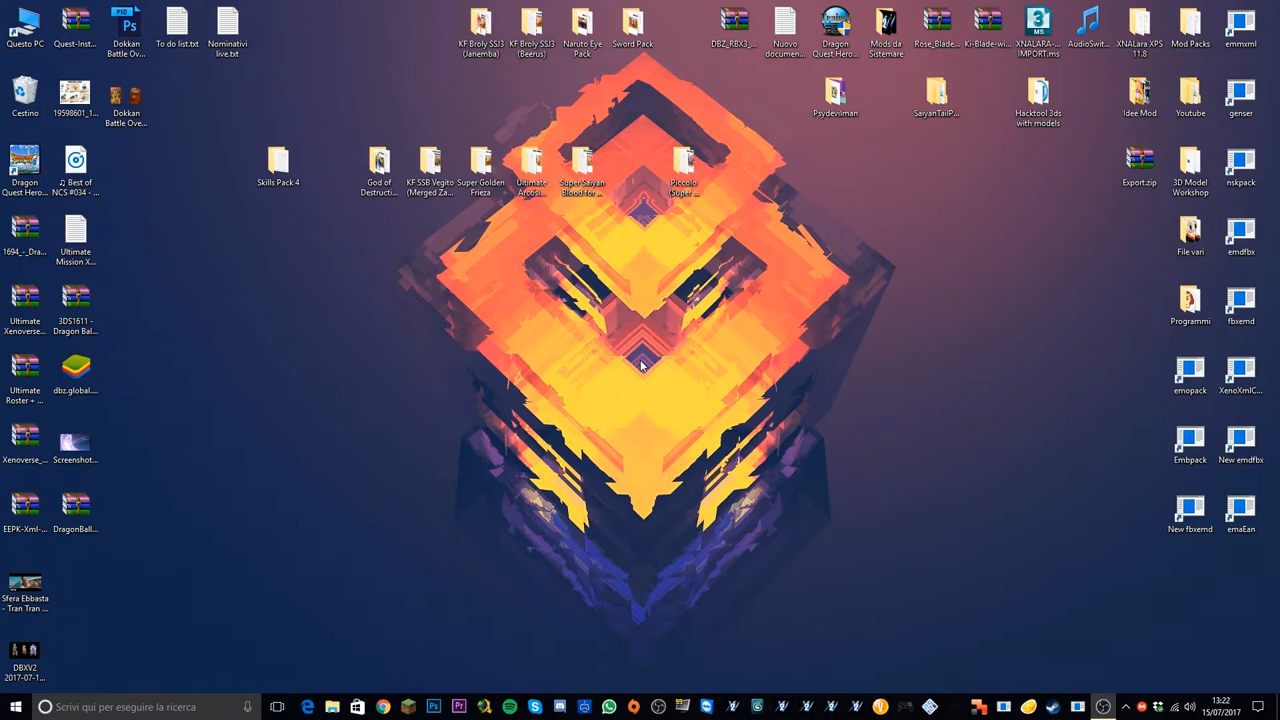 Questo PC
Quest-Inst...
Dokkan
Battle Ov...
To do list.txt
Nominativi
live.txt
KF Broly SSJ3
(Janemba)
KF Broly SSJ3
(Beerus)
Naruto Eye
Pack
Sword Pack
DBZ_RBX3_...
Nuovo
documen...
Dragon
Quest Hero...
Mods da
Sistemare
Rose_Blade...
Ki-Blade-wi...
XNALARA-...
IMPORT.ms
AudioSwit...
XNALara XPS
11.8
Mod Packs
emmxml
Cestino
19598601_1...
Dokkan
Battle Ove...
Psydevilman
SaiyanTailP...
Hacktool 3ds
with models
Idee Mod
Youtube
genser
Dragon
Quest Hero...
♫ Best of
NCS #034 - ...
Skills Pack 4
God of
Destructi...
KF SSB Vegito
(Merged Za...
Super Golden
Frieza
Ultimate
Arcosi...
Super Saiyan
Blood for ...
Piccolo
(Super ...
Export.zip
3D Model
Workshop
nskpack
1694_-_Dra...
Ultimate
Mission X...
File vari
emdfbx
Ultimate
Xenoverse...
3DS1611 -
Dragon Bal...
Programmi
fbxemd
Ultimate
Roster + ...
dbz.global....
emopack
XenoXmlC...
Xenoverse_...
Screenshot...
Embpack
New emdfbx
EEPK-Xml-...
DragonBall...
New fbxemd
emaEan
Sfera Ebbasta
- Tran Tran ...
DBXV2
2017-07-1...
Scrivi qui per eseguire la ricerca
13:22
15/07/2017